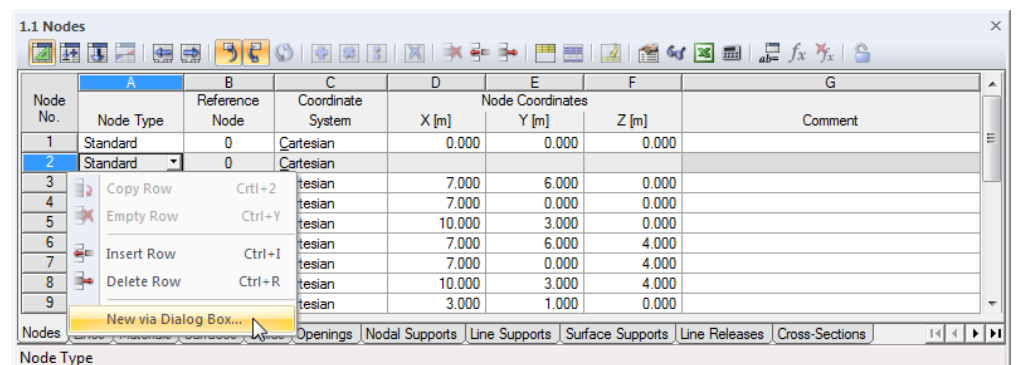 1.1 Nodes
A B C D E F G
Node No. Node Type Reference Node Coordinate System Node Coordinates X [m] Y [m] Z [m] Comment
1 Standard 0 Cartesian 0.000 0.000 0.000
2 Standard 0 Cartesian
3 tesian 7.000 6.000 0.000
4 tesian 7.000 0.000 0.000
5 tesian 10.000 3.000 0.000
6 tesian 7.000 6.000 4.000
7 tesian 7.000 0.000 4.000
8 tesian 10.000 3.000 4.000
9 tesian 3.000 1.000 0.000
Copy Row Crtl+2
Empty Row Ctrl+Y
Insert Row Ctrl+I
Delete Row Ctrl+R
New via Dialog Box...
Nodes Openings Nodal Supports Line Supports Surface Supports Line Releases Cross-Sections
Node Type